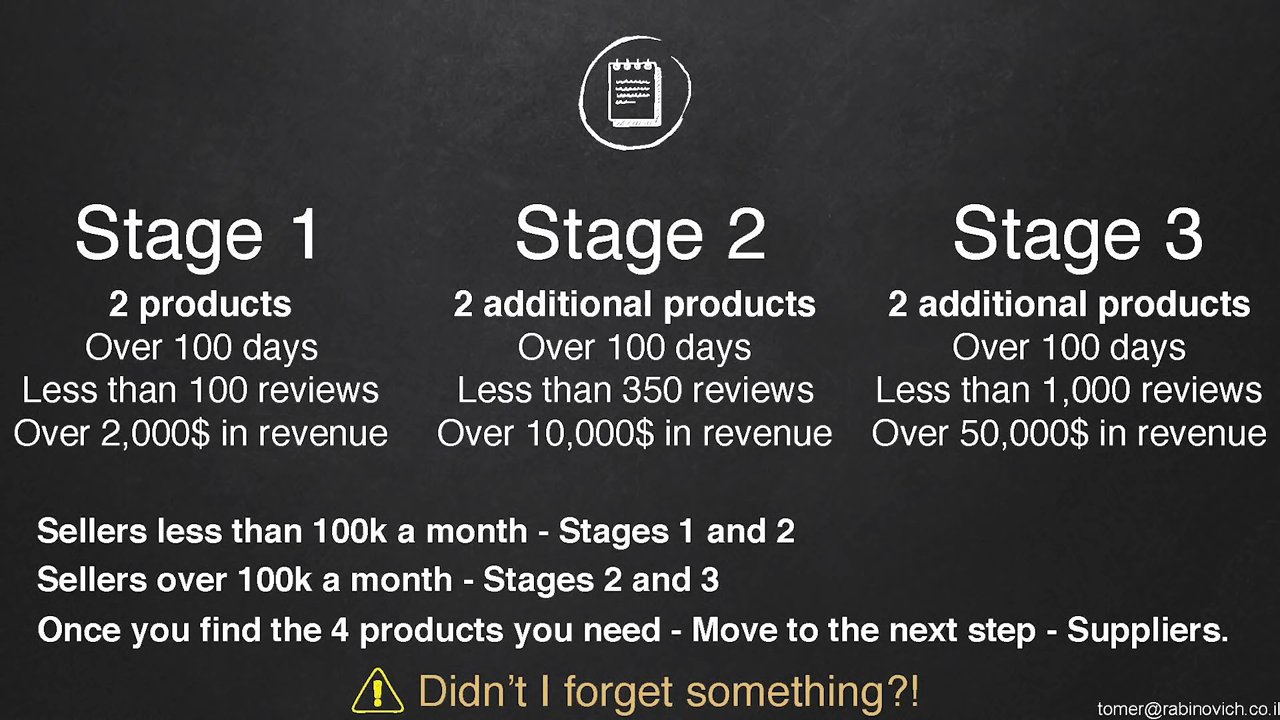 Stage 1
2 products
Over 100 days
Less than 100 reviews
Over 2,000$ in revenue
Stage 2
2 additional products
Over 100 days
Less than 350 reviews
Over 10,000$ in revenue
Stage 3
2 additional products
Over 100 days
Less than 1,000 reviews
Over 50,000$ in revenue
Sellers less than 100k a month - Stages 1 and 2
Sellers over 100k a month - Stages 2 and 3
Once you find the 4 products you need - Move to the next step - Suppliers.
Didn’t I forget something?!
tomer@rabinovich.co.il